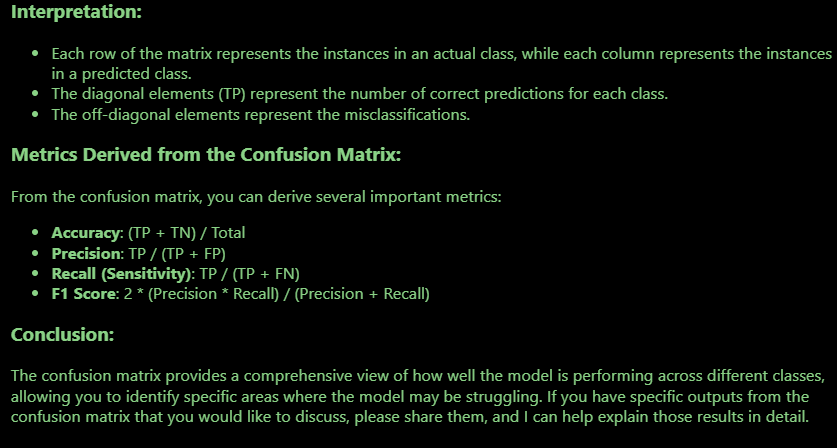 Interpretation:
• Each row of the matrix represents the instances in an actual class, while each column represents the instances
in a predicted class.
• The diagonal elements (TP) represent the number of correct predictions for each class.
• The off-diagonal elements represent the misclassifications.
Metrics Derived from the Confusion Matrix:
From the confusion matrix, you can derive several important metrics:
• Accuracy: (TP + TN) / Total
• Precision: TP / (TP + FP)
• Recall (Sensitivity): TP / (TP + FN)
• F1 Score: 2 * (Precision * Recall) / (Precision + Recall)
Conclusion:
The confusion matrix provides a comprehensive view of how well the model is performing across different classes,
allowing you to identify specific areas where the model may be struggling. If you have specific outputs from the
confusion matrix that you would like to discuss, please share them, and I can help explain those results in detail.